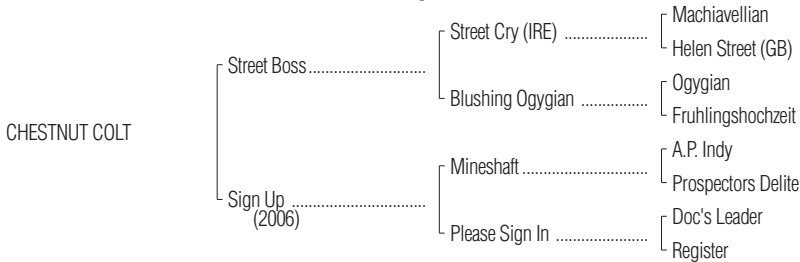 Machiavellian
Street Cry (IRE) ..................
Helen Street (GB)
Street Boss...........................
Ogygian
Blushing Ogygian ...............
Fruhlingshochzeit
CHESTNUT COLT
A.P. Indy
Mineshaft.............................
Prospectors Delite
Sign Up ...............................
(2006)
Doc's Leader
Please Sign In .....................
Register